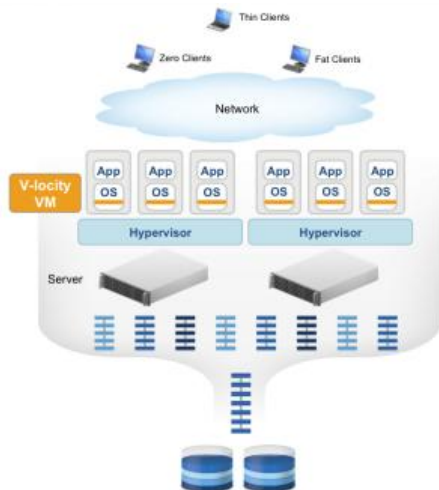 Thin Clients
Zero Clients
Fat Clients
Network
V-locity
VM
App App App App App App
OS OS OS OS OS OS
Hypervisor Hypervisor
Server